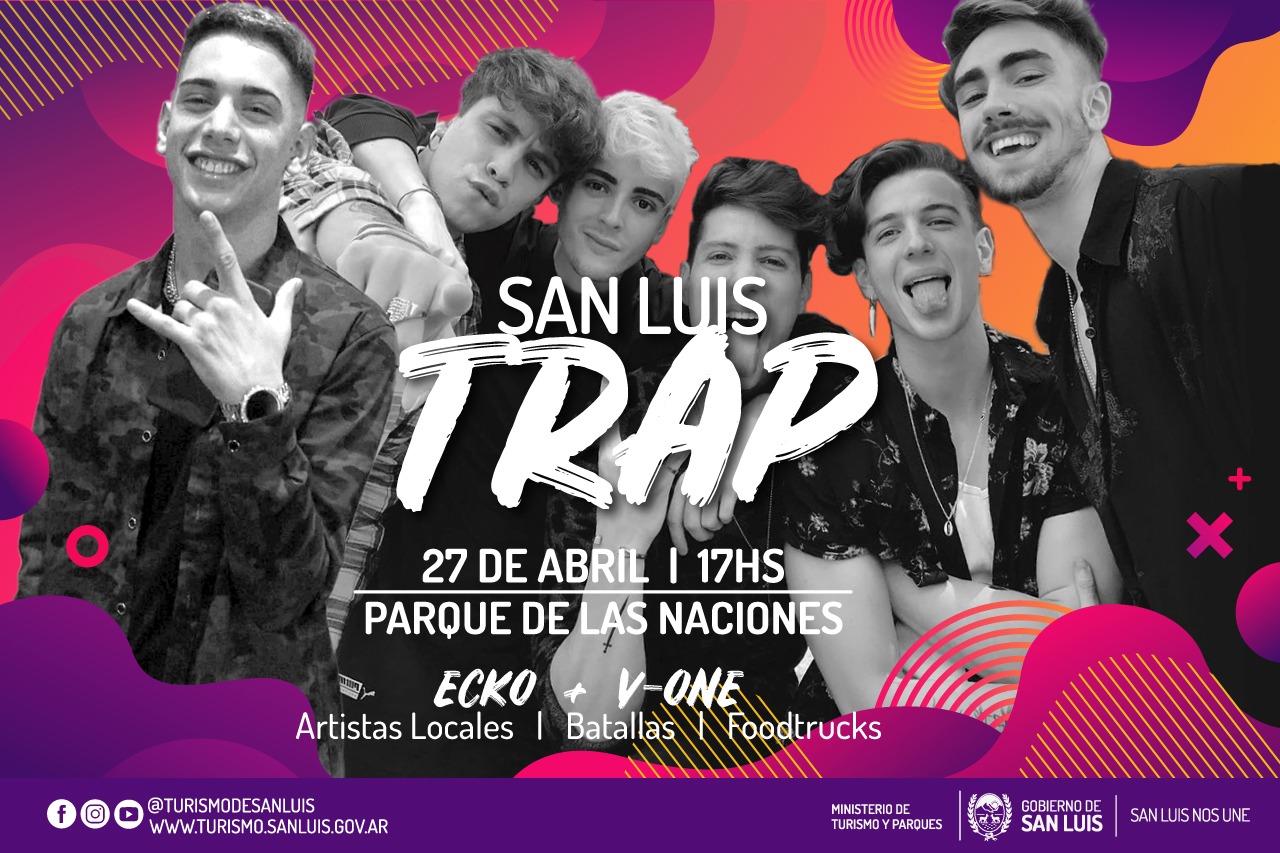 SAN LUIS
TRAP
27 DE ABRIL | 17HS
PARQUE DE LAS NACIONES
ECKO + V-ONE
Artistas Locales | Batallas | Foodtrucks
@TURISMODESANLUIS
WWW.TURISMO.SANLUIS.GOV.AR
MINISTERIO DE
TURISMO Y PARQUES
GOBIERNO DE
SAN LUIS
SAN LUIS NOS UNE